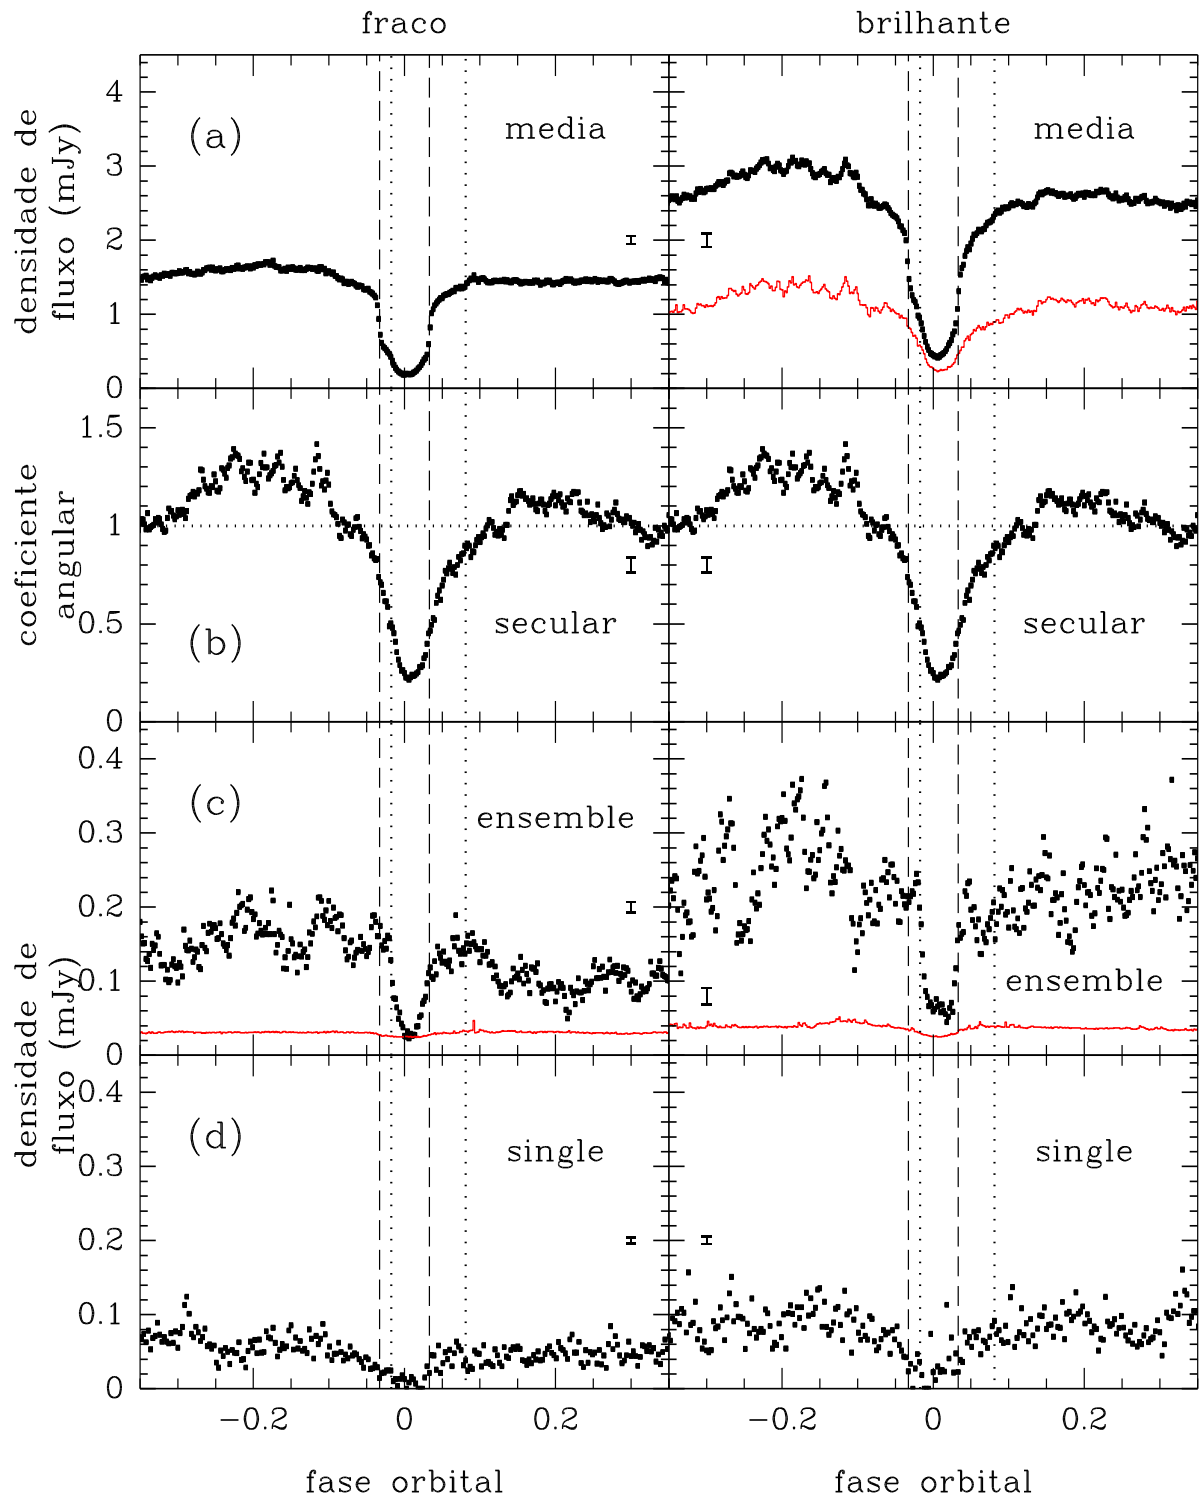 fraco brilhante
4
3
2
1
0
densidade de
fluxo (mJy)
(a) media media
1.5
1
0.5
0
coeficiente
angular
(b) secular secular
0.4
0.3
0.2
0.1
0
densidade de
fluxo (mJy)
(c) ensemble ensemble
0.4
0.3
0.2
0.1
0
(d) single single
−0.2 0 0.2 −0.2 0 0.2
fase orbital fase orbital